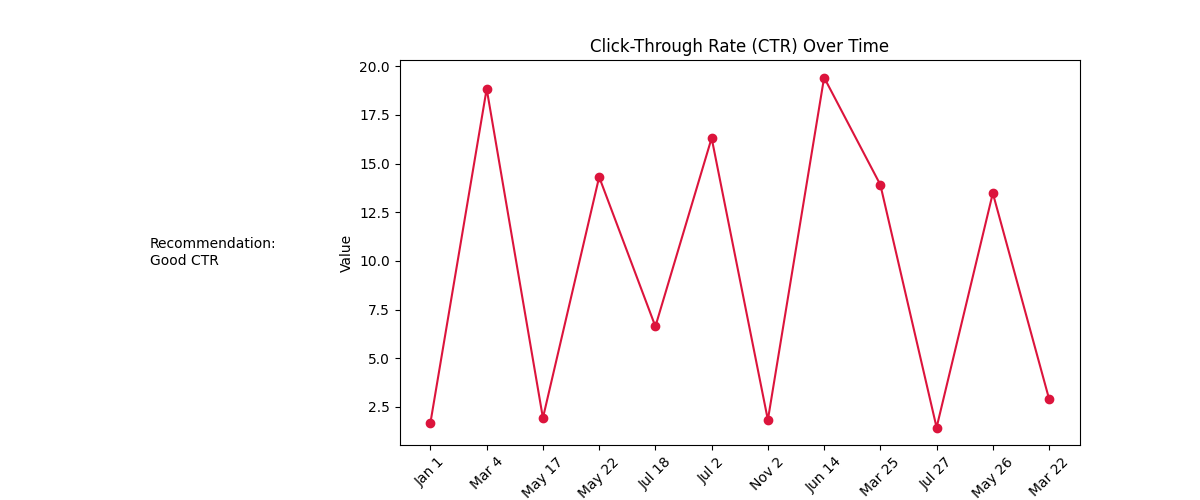 Click-Through Rate (CTR) Over Time
Recommendation:
Good CTR
Value
20.0
17.5
15.0
12.5
10.0
7.5
5.0
2.5
Jan 1
Mar 4
May 17
May 22
Jul 18
Jul 2
Nov 2
Jun 14
Mar 25
Jul 27
May 26
Mar 22